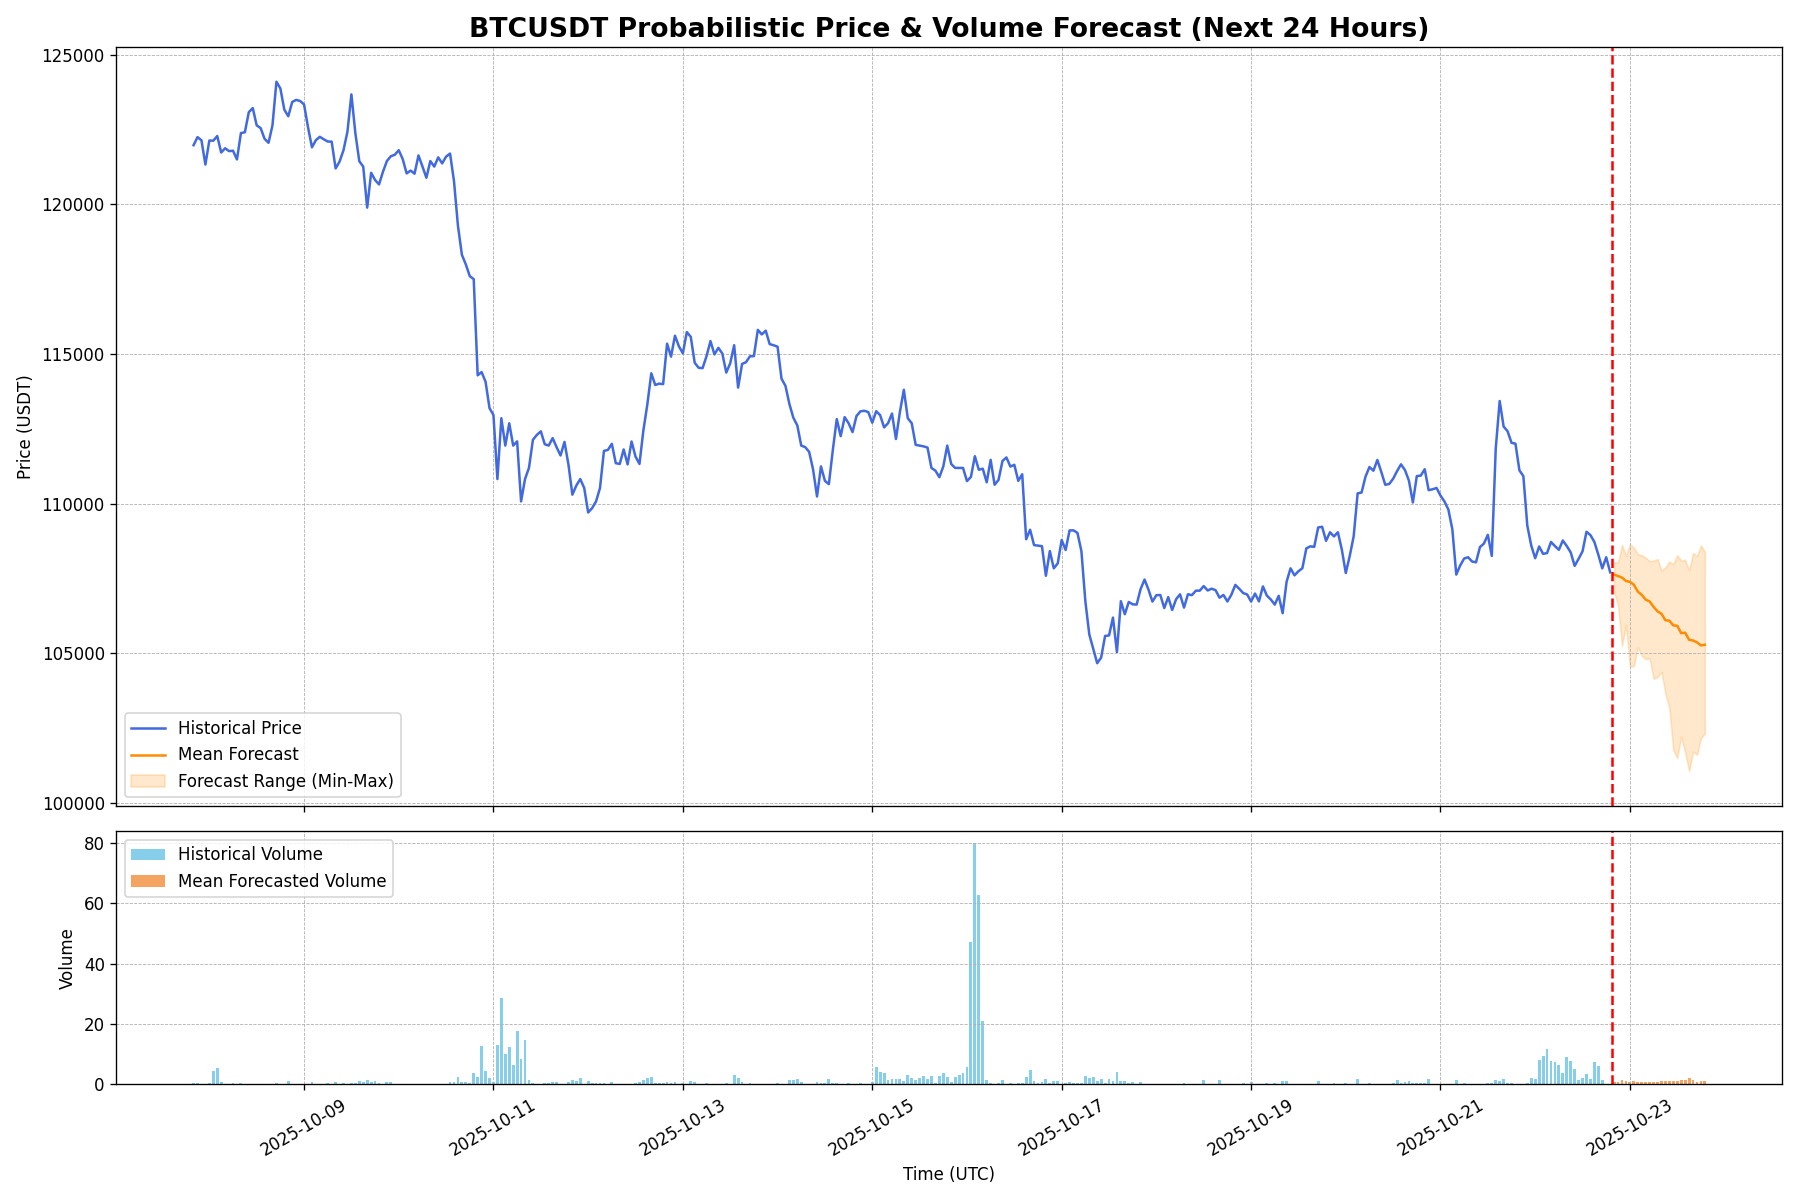 BTCUSDT Probabilistic Price & Volume Forecast (Next 24 Hours)
125000
120000
115000
110000
105000
100000
Price (USDT)
Historical Price
Mean Forecast
Forecast Range (Min-Max)
80
60
40
20
0
Volume
Historical Volume
Mean Forecasted Volume
2025-10-09
2025-10-11
2025-10-13
2025-10-15
2025-10-17
2025-10-19
2025-10-21
2025-10-23
Time (UTC)